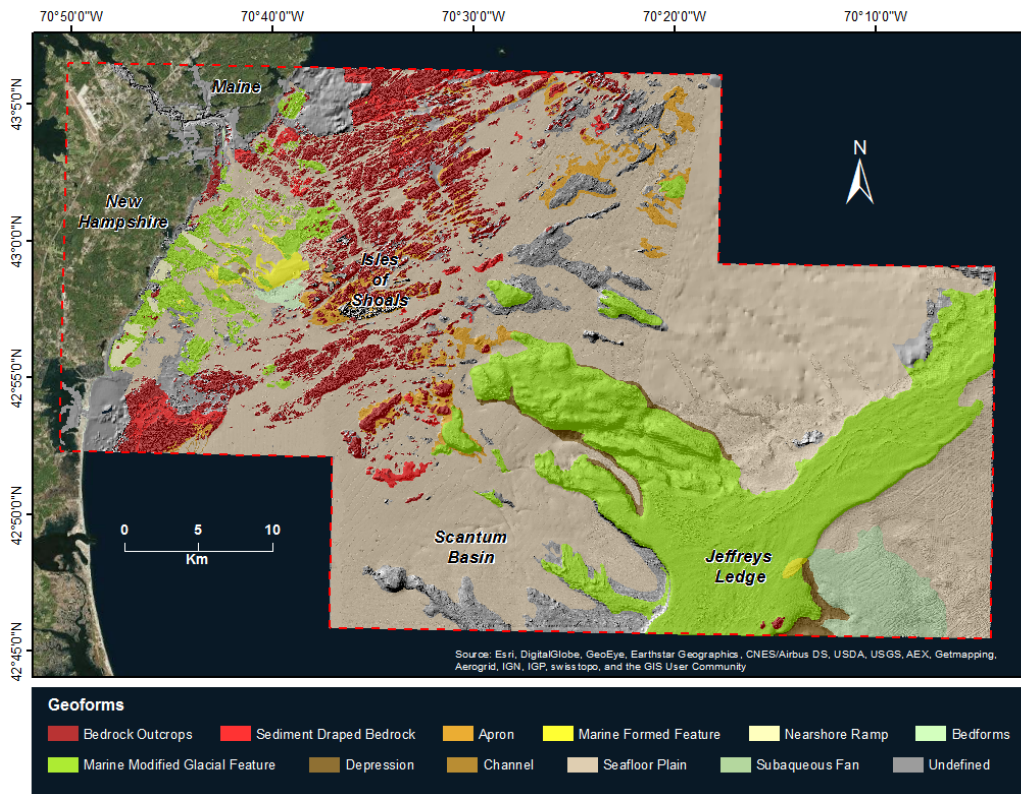 70°50'0"W 70°40'0"W 70°30'0"W 70°20'0"W 70°10'0"W
43°5'0"N
43°0'0"N
42°55'0"N
42°50'0"N
42°45'0"N
Maine
N
New
Hampshire
Isles
of
Shoals
0 5 10
Km
Scantum
Basin
Jeffreys
Ledge
Source: Esri, DigitalGlobe, GeoEye, Earthstar Geographics, CNES/Airbus DS, USDA, USGS, AEX, Getmapping,
Aerogrid, IGN, IGP, swisstopo, and the GIS User Community
Geoforms
Bedrock Outcrops Sediment Draped Bedrock Apron Marine Formed Feature Nearshore Ramp Bedforms
Marine Modified Glacial Feature Depression Channel Seafloor Plain Subaqueous Fan Undefined